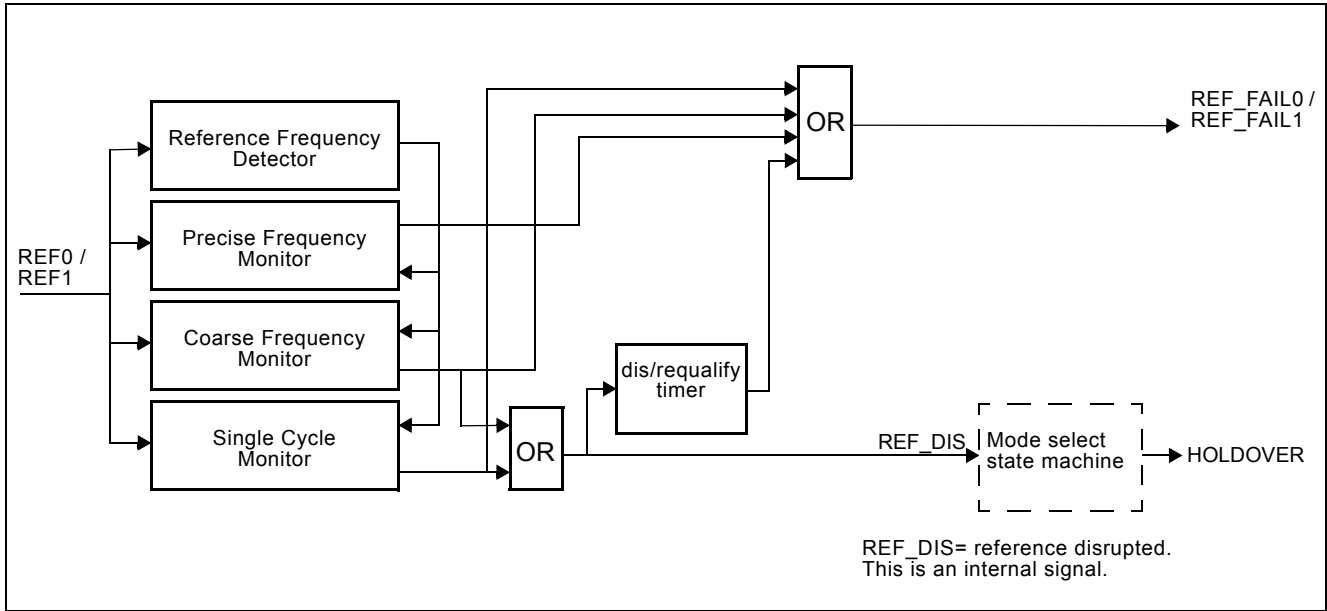 Reference Frequency
Detector
Precise Frequency
Monitor
Coarse Frequency
Monitor
Single Cycle
Monitor
REF0 /
REF1
OR
dis/requalify
timer
OR
REF_FAIL0 /
REF_FAIL1
REF_DIS
Mode select
state machine
HOLDOVER
REF_DIS= reference disrupted.
This is an internal signal.